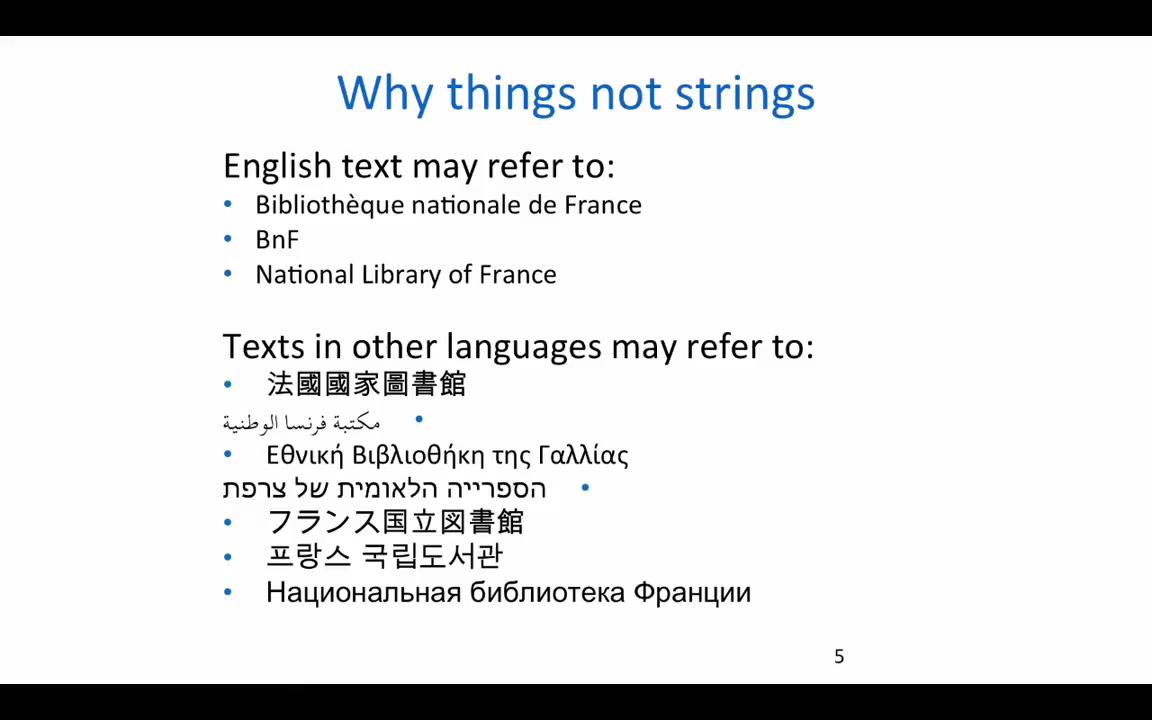 Why things not strings
English text may refer to:
• Bibliothèque nationale de France
• BnF
• National Library of France
Texts in other languages may refer to:
• 法國國家圖書館
• مكتبة فرنسا الوطنية
• Εθνική Βιβλιοθήκη της Γαλλίας
• הספרייה הלאומית של צרפת
• フランス国立図書館
• 프랑스 국립도서관
• Национальная библиотека Франции
5